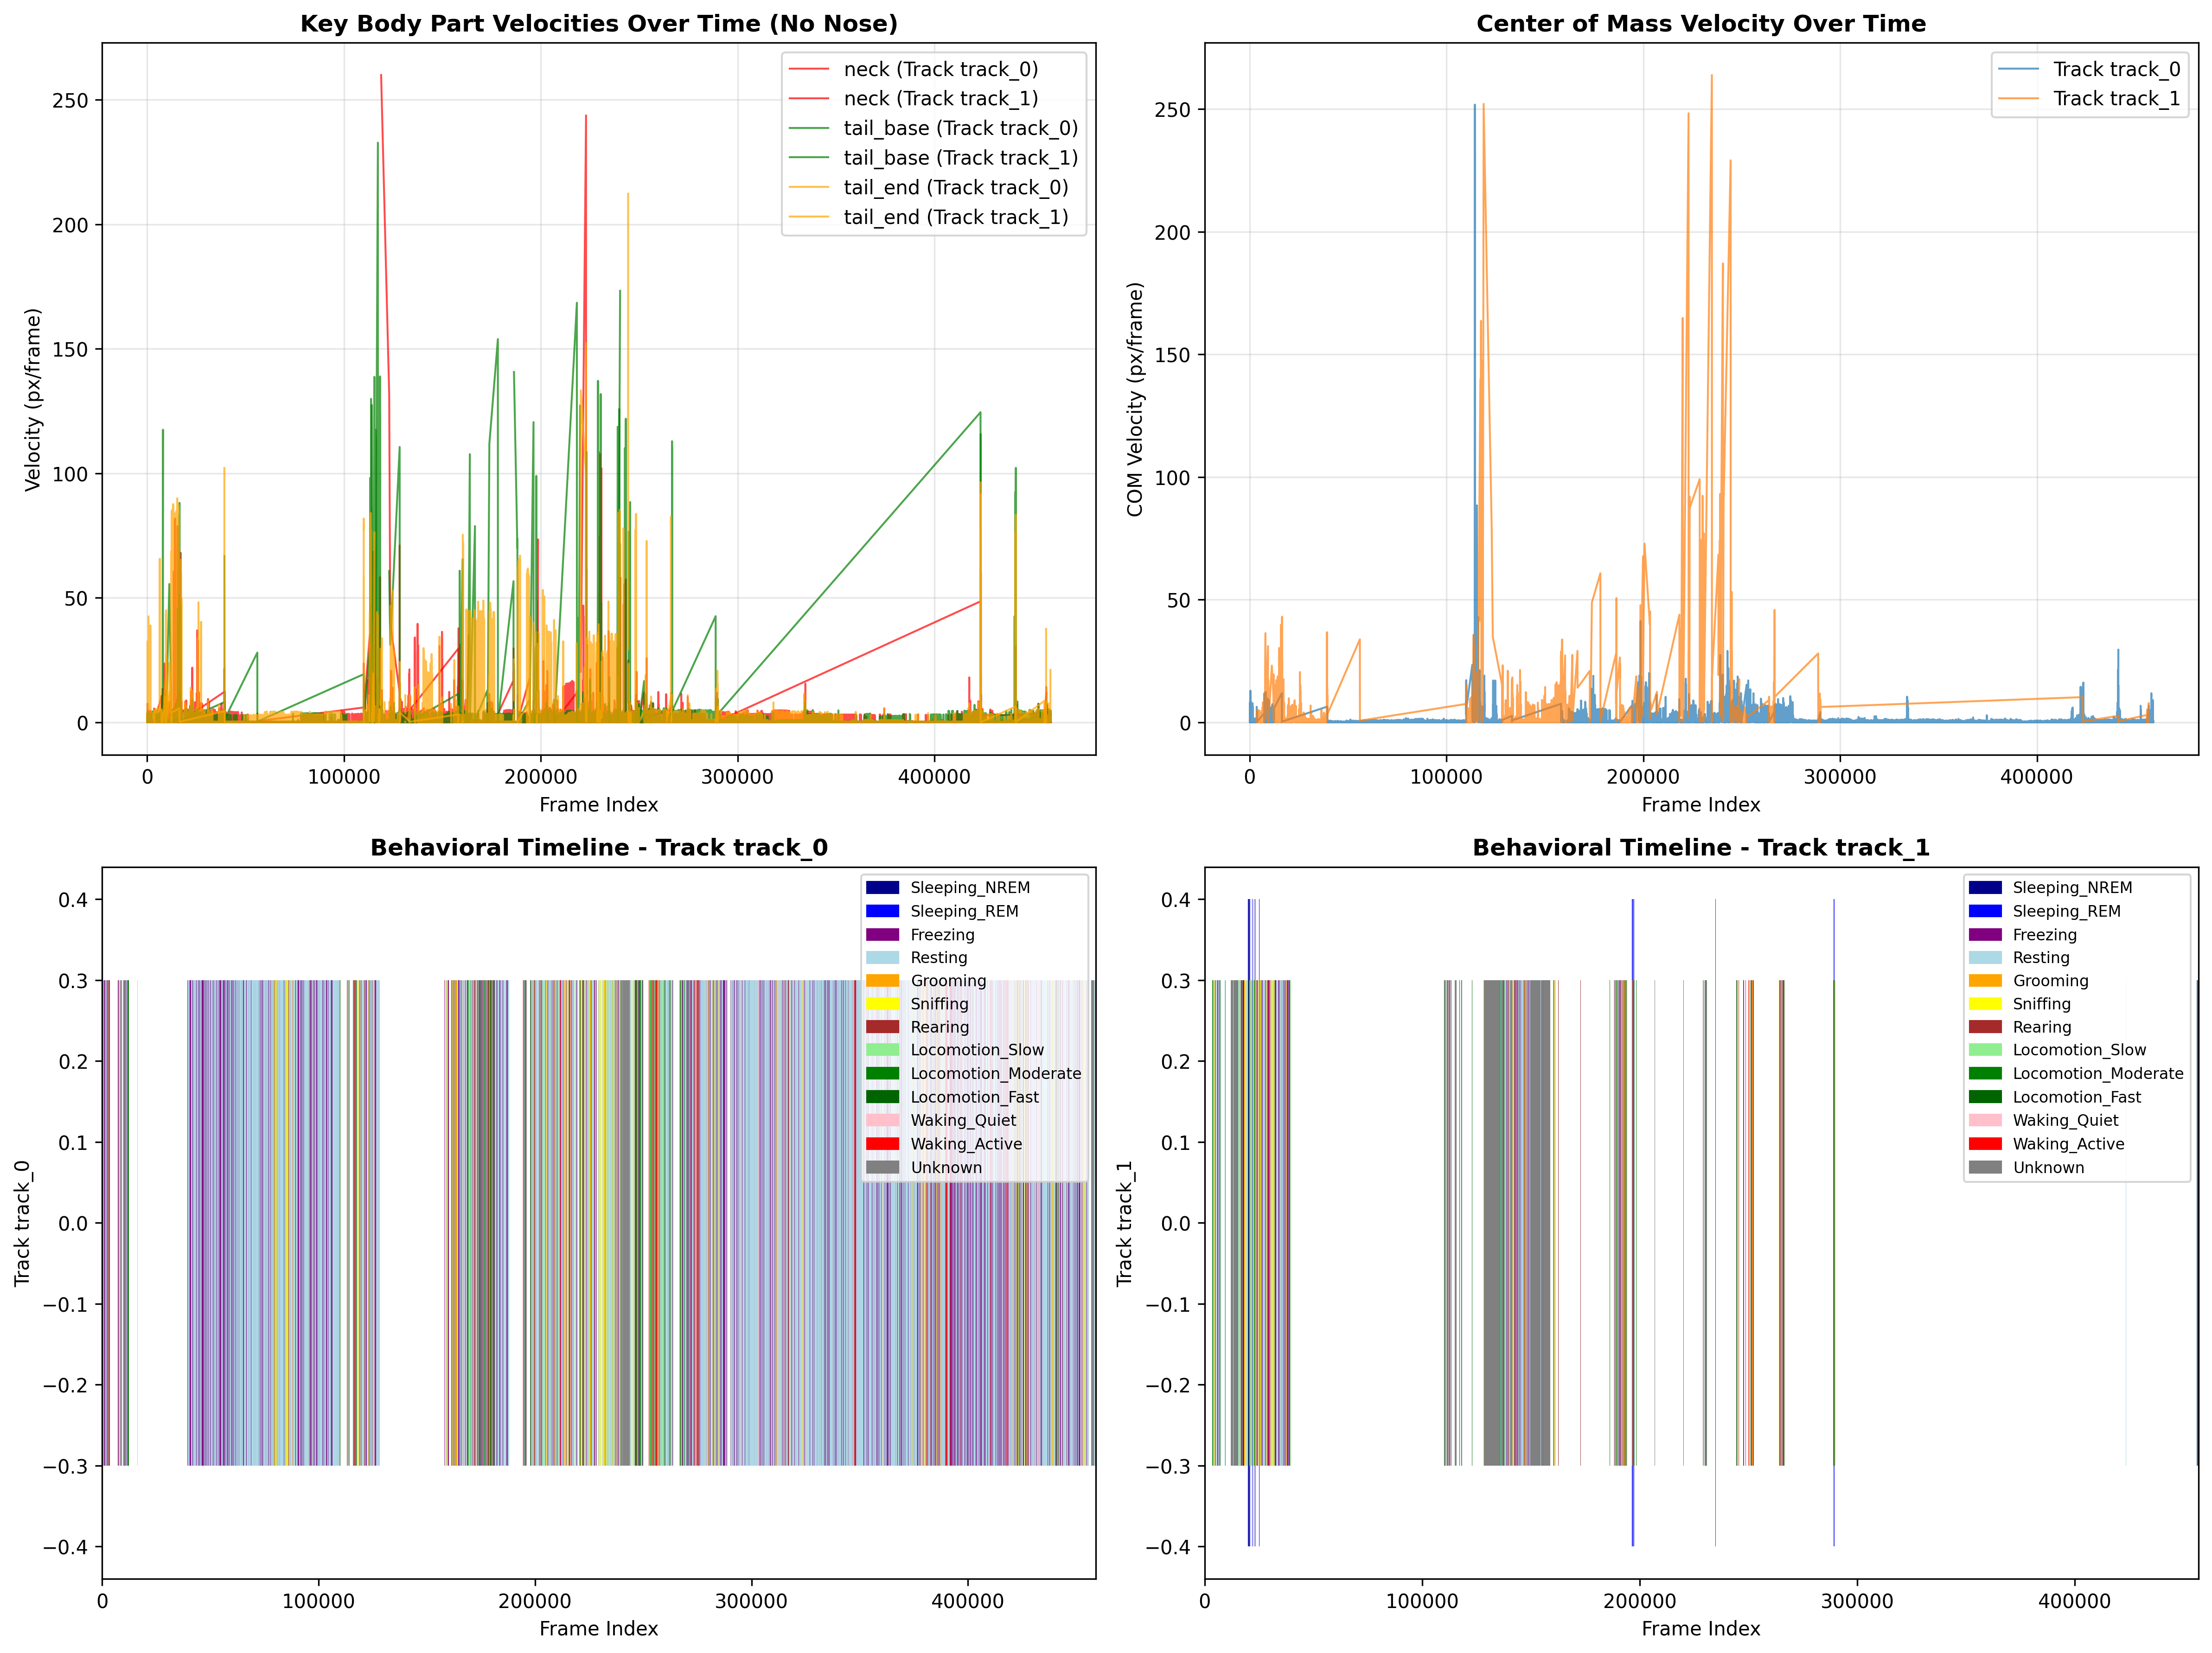 Key Body Part Velocities Over Time (No Nose)
250
200
150
100
50
0
Velocity (px/frame)
neck (Track track_0)
neck (Track track_1)
tail_base (Track track_0)
tail_base (Track track_1)
tail_end (Track track_0)
tail_end (Track track_1)
0 100000 200000 300000 400000
Frame Index
Center of Mass Velocity Over Time
250
200
150
100
50
0
COM Velocity (px/frame)
Track track_0
Track track_1
0 100000 200000 300000 400000
Frame Index
Behavioral Timeline - Track track_0
0.4
0.3
0.2
0.1
0.0
−0.1
−0.2
−0.3
−0.4
Track track_0
Sleeping_NREM
Sleeping_REM
Freezing
Resting
Grooming
Sniffing
Rearing
Locomotion_Slow
Locomotion_Moderate
Locomotion_Fast
Waking_Quiet
Waking_Active
Unknown
0 100000 200000 300000 400000
Frame Index
Behavioral Timeline - Track track_1
0.4
0.3
0.2
0.1
0.0
−0.1
−0.2
−0.3
−0.4
Track track_1
Sleeping_NREM
Sleeping_REM
Freezing
Resting
Grooming
Sniffing
Rearing
Locomotion_Slow
Locomotion_Moderate
Locomotion_Fast
Waking_Quiet
Waking_Active
Unknown
0 100000 200000 300000 400000
Frame Index